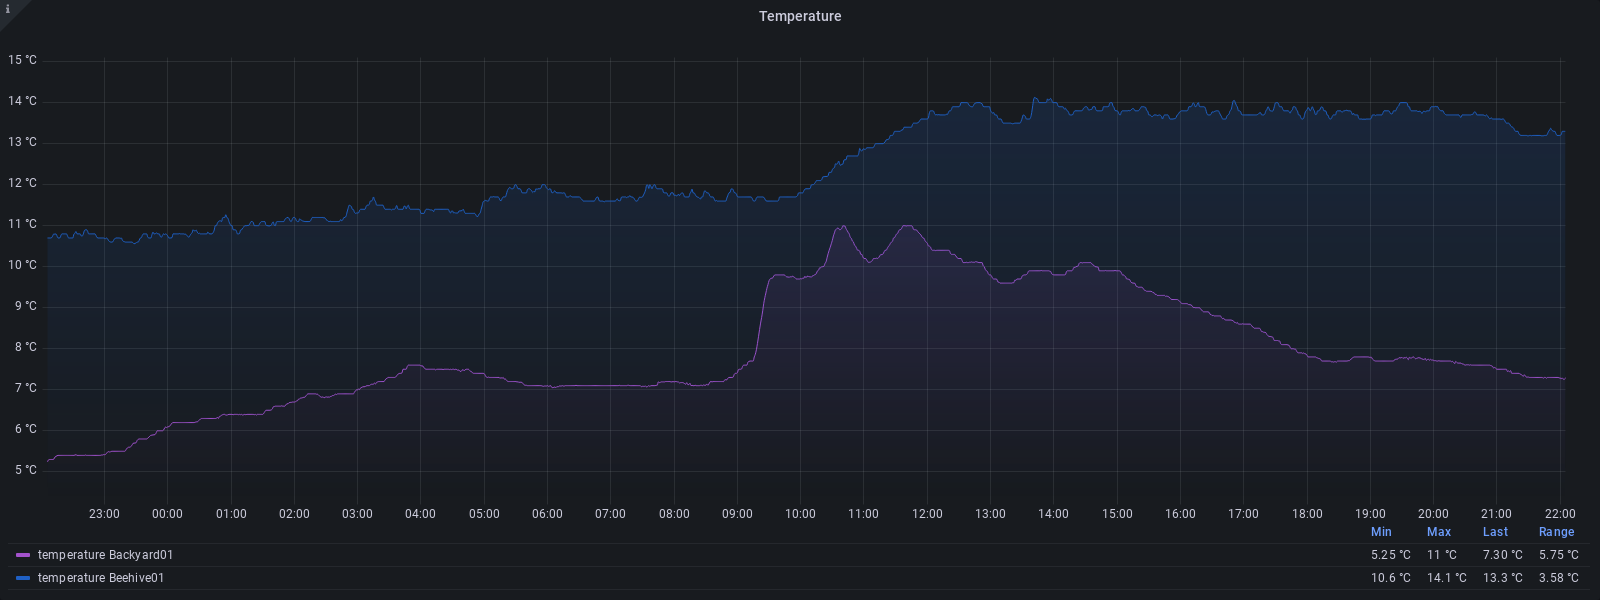 i
Temperature
15 °C
14 °C
13 °C
12 °C
11 °C
10 °C
9 °C
8 °C
7 °C
6 °C
5 °C
23:00 00:00 01:00 02:00 03:00 04:00 05:00 06:00 07:00 08:00 09:00 10:00 11:00 12:00 13:00 14:00 15:00 16:00 17:00 18:00 19:00 20:00 21:00 22:00
Min Max Last Range
temperature Backyard01 5.25 °C 11 °C 7.30 °C 5.75 °C
temperature Beehive01 10.6 °C 14.1 °C 13.3 °C 3.58 °C